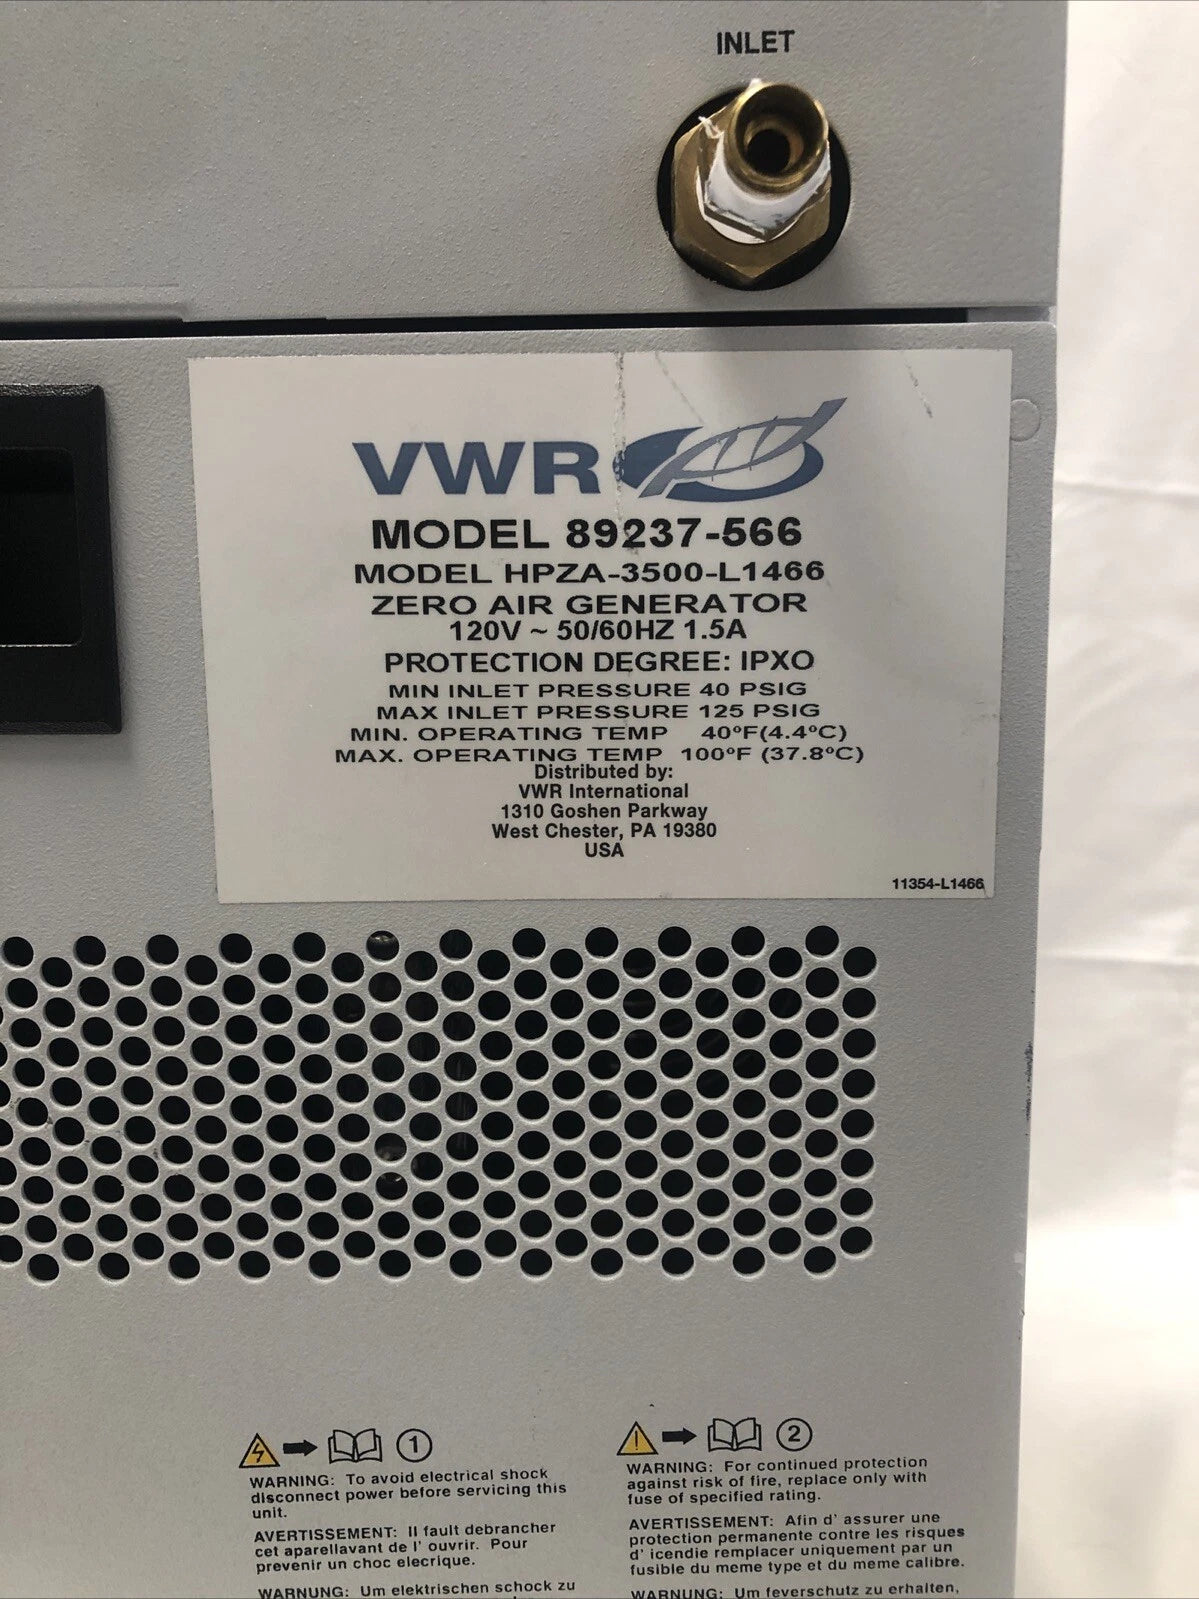 INLET
VWR
MODEL 89237-566
MODEL HPZA-3500-L1466
ZERO AIR GENERATOR
120V ~ 50/60HZ 1.5A
PROTECTION DEGREE: IPXO
MIN INLET PRESSURE 40 PSIG
MAX INLET PRESSURE 125 PSIG
MIN. OPERATING TEMP 40ºF(4.4ºC)
MAX. OPERATING TEMP 100ºF (37.8ºC)
Distributed by:
VWR International
1310 Goshen Parkway
West Chester, PA 19380
USA
11354-L1466
1
WARNING: To avoid electrical shock
disconnect power before servicing this
unit.
AVERTISSEMENT: Il fault debrancher
cet aparellavant de l' ouvrir. Pour
prevenir un choc elecrique.
WARNUNG: Um elektrischen schock zu
2
WARNING: For continued protection
against risk of fire, replace only with
fuse of specified rating.
AVERTISSEMENT: Afin d' assurer une
protection permanente contre les risques
d' icendie remplacer uniquement par un
fusible du meme type et du meme calibre.
WARNUNG: Um feverschutz zu erhalten,